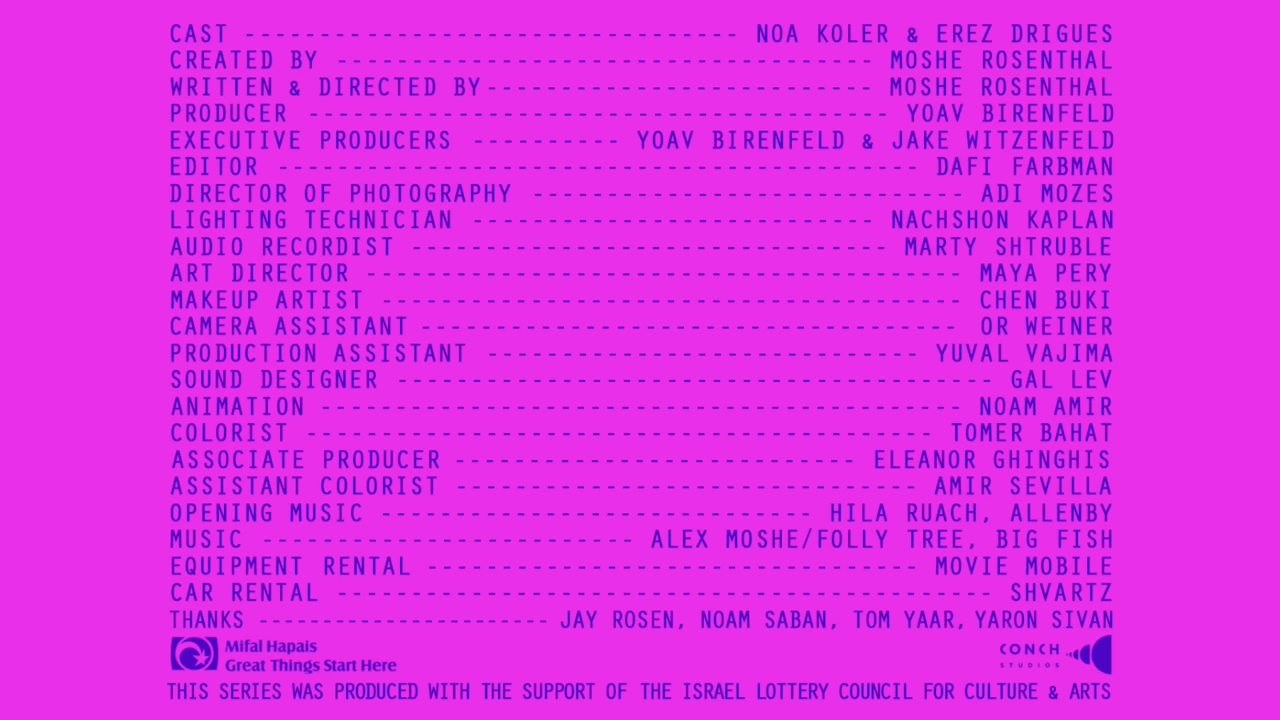 CAST --------------------------------- NOA KOLER & EREZ DRIGUES
CREATED BY ------------------------------------ MOSHE ROSENTHAL
WRITTEN & DIRECTED BY-------------------------- MOSHE ROSENTHAL
PRODUCER --------------------------------------- YOAV BIRENFELD
EXECUTIVE PRODUCERS ---------- YOAV BIRENFELD & JAKE WITZENFELD
EDITOR ------------------------------------------- DAFI FARBMAN
DIRECTOR OF PHOTOGRAPHY ----------------------------- ADI MOZES
LIGHTING TECHNICIAN --------------------------- NACHSHON KAPLAN
AUDIO RECORDIST -------------------------------- MARTY SHTRUBLE
ART DIRECTOR ---------------------------------------- MAYA PERY
MAKEUP ARTIST --------------------------------------- CHEN BUKI
CAMERA ASSISTANT ------------------------------------ OR WEINER
PRODUCTION ASSISTANT ----------------------------- YUVAL VAJIMA
SOUND DESIGNER ---------------------------------------- GAL LEV
ANIMATION ------------------------------------------- NOAM AMIR
COLORIST ------------------------------------------ TOMER BAHAT
ASSOCIATE PRODUCER --------------------------- ELEANOR GHINGHIS
ASSISTANT COLORIST ------------------------------- AMIR SEVILLA
OPENING MUSIC ----------------------------- HILA RUACH, ALLENBY
MUSIC ------------------------- ALEX MOSHE/FOLLY TREE, BIG FISH
EQUIPMENT RENTAL --------------------------------- MOVIE MOBILE
CAR RENTAL -------------------------------------------- SHVARTZ
THANKS ----------------------- JAY ROSEN, NOAM SABAN, TOM YAAR, YARON SIVAN
Mifal Hapais
Great Things Start Here
CONCH
STUDIOS
THIS SERIES WAS PRODUCED WITH THE SUPPORT OF THE ISRAEL LOTTERY COUNCIL FOR CULTURE & ARTS